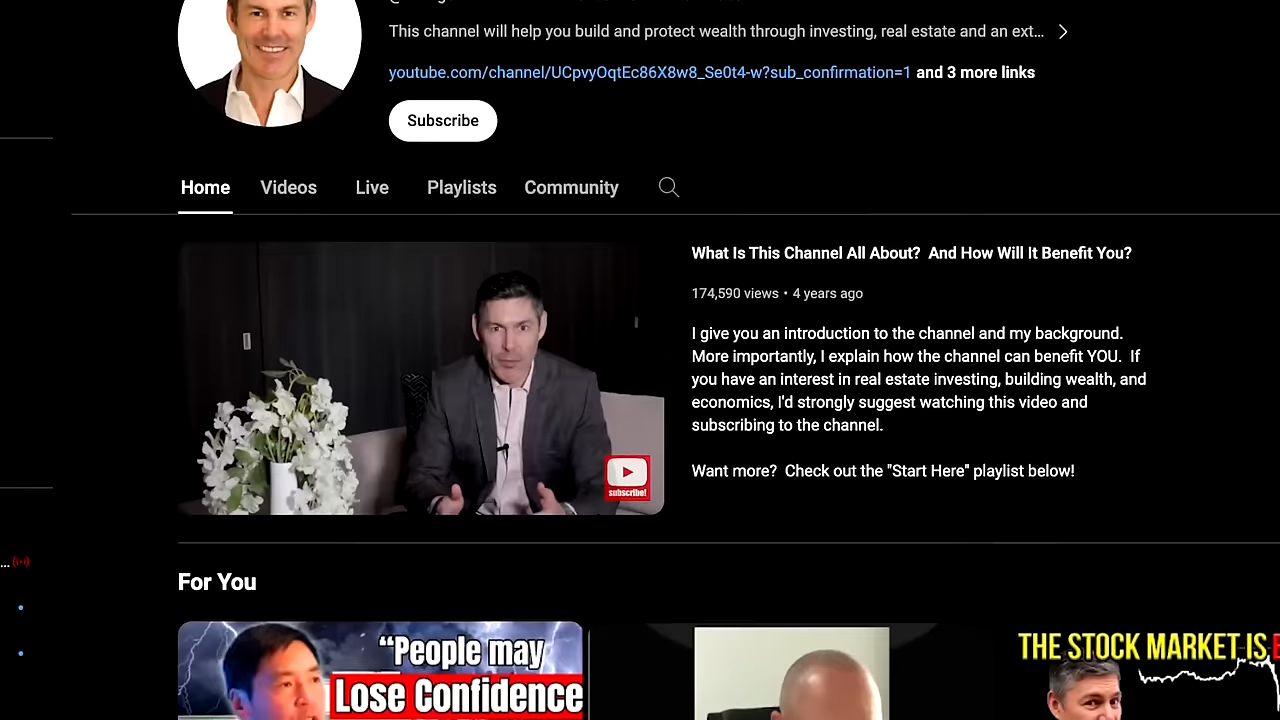 This channel will help you build and protect wealth through investing, real estate and an ext...
youtube.com/channel/UCpvyOqtEc86X8w8_Se0t4-w?sub_confirmation=1 and 3 more links
Subscribe
Home Videos Live Playlists Community
What Is This Channel All About? And How Will It Benefit You?
174,590 views • 4 years ago
I give you an introduction to the channel and my background.
More importantly, I explain how the channel can benefit YOU. If
you have an interest in real estate investing, building wealth, and
economics, I'd strongly suggest watching this video and
subscribing to the channel.
Want more? Check out the "Start Here" playlist below!
subscribe!
For You
“People may
Lose Confidence
THE STOCK MARKET IS